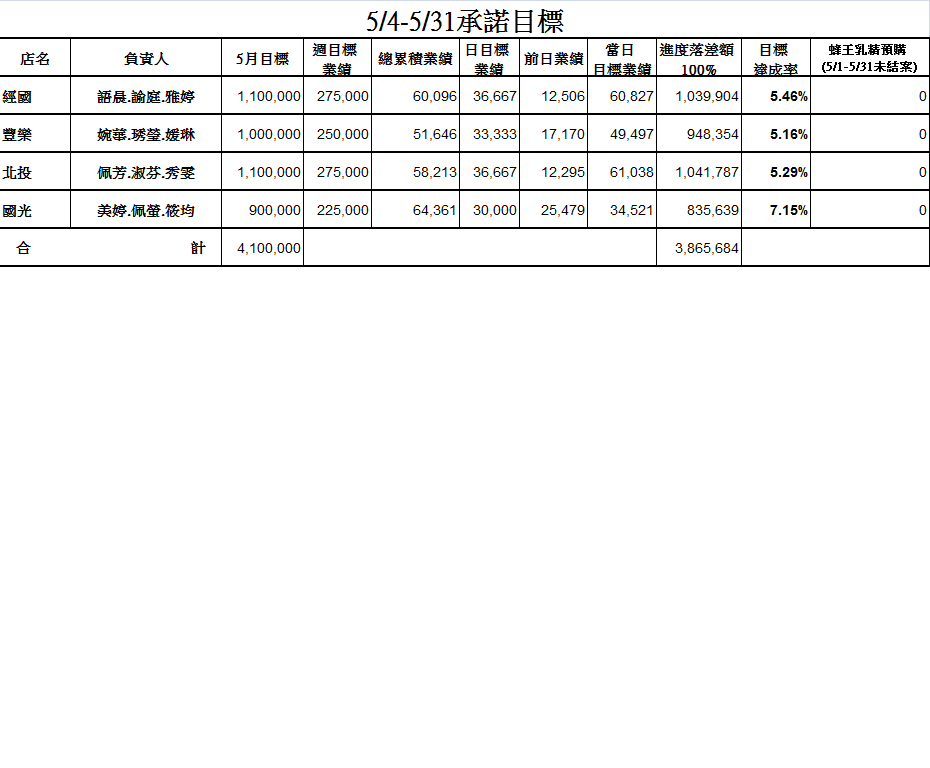 5/4-5/31承諾目標
店名 負責人 5月目標 週目標業績 總累積業績 日目標業績 前日業績 當日目標業績 進度落差額100% 目標達成率 蜂王乳精預購(5/1-5/31未結案)
經國 語晨.諭庭.雅婷 1,100,000 275,000 60,096 36,667 12,506 60,827 1,039,904 5.46% 0
豐樂 婉華.琇瑩.媛琳 1,000,000 250,000 51,646 33,333 17,170 49,497 948,354 5.16% 0
北投 佩芳.淑芬.秀雯 1,100,000 275,000 58,213 36,667 12,295 61,038 1,041,787 5.29% 0
國光 美婷.佩螢.筱均 900,000 225,000 64,361 30,000 25,479 34,521 835,639 7.15% 0
合計 4,100,000 3,865,684